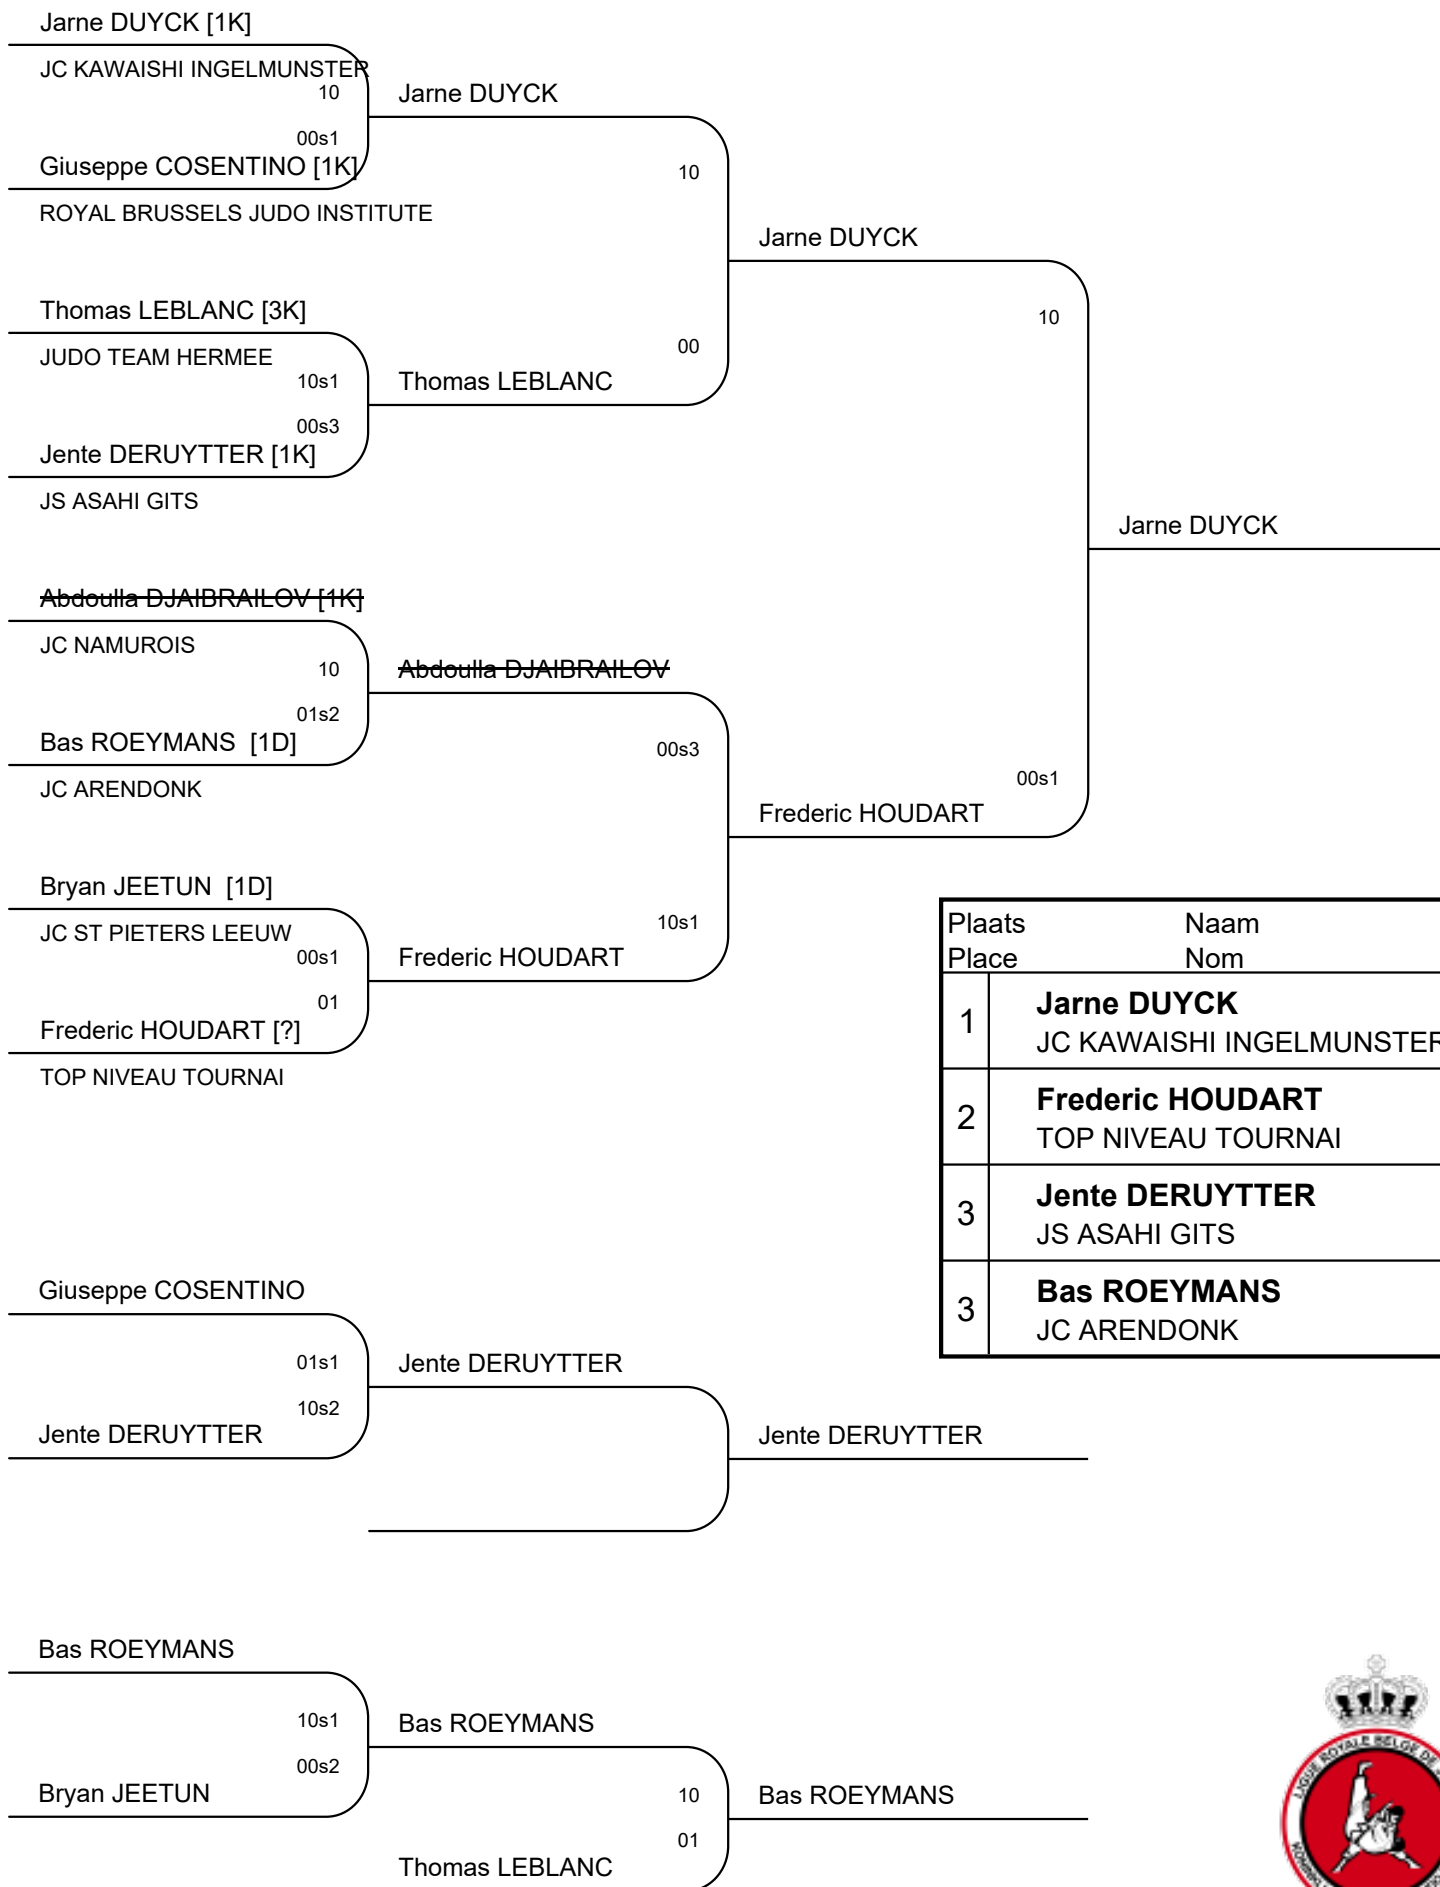 Jarne DUYCK [1K]
JC KAWAISHI INGELMUNSTER
10
Jarne DUYCK
00s1
Giuseppe COSENTINO [1K]
10
ROYAL BRUSSELS JUDO INSTITUTE
Jarne DUYCK
Thomas LEBLANC [3K]
10
JUDO TEAM HERMEE
00
10s1
Thomas LEBLANC
00s3
Jente DERUYTTER [1K]
JS ASAHI GITS
Jarne DUYCK
Abdoulla DJAIBRAILOV [1K]
JC NAMUROIS
10
Abdoulla DJAIBRAILOV
01s2
Bas ROEYMANS [1D]
00s3
JC ARENDONK
00s1
Frederic HOUDART
Bryan JEETUN [1D]
JC ST PIETERS LEEUW
10s1
00s1
Frederic HOUDART
01
Frederic HOUDART [?]
TOP NIVEAU TOURNAI
Plaats Naam
Place Nom
1 Jarne DUYCK
JC KAWAISHI INGELMUNSTER
2 Frederic HOUDART
TOP NIVEAU TOURNAI
3 Jente DERUYTTER
JS ASAHI GITS
3 Bas ROEYMANS
JC ARENDONK
Giuseppe COSENTINO
01s1
Jente DERUYTTER
10s2
Jente DERUYTTER
Jente DERUYTTER
Bas ROEYMANS
10s1
Bas ROEYMANS
00s2
Bryan JEETUN
10
Bas ROEYMANS
01
Thomas LEBLANC
LIGUE ROYALE BELGE DE